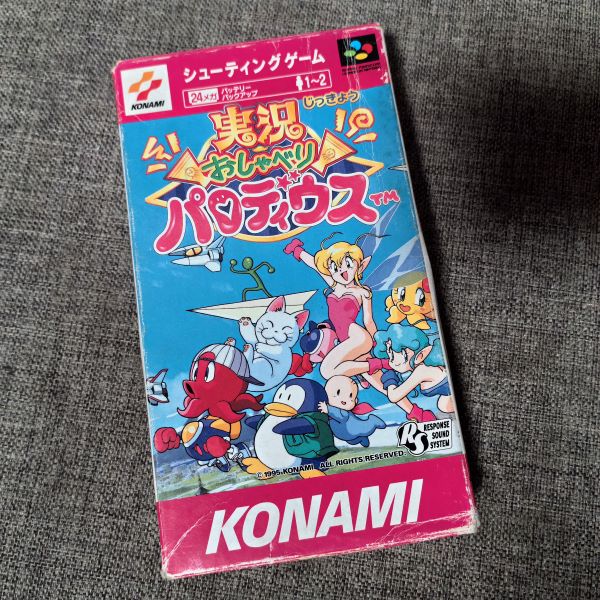 KONAMI
シューティングゲーム
24メガ
バッテリー
バックアップ
1~2
じっきょう
実況
おしゃべり
パロディウス
TM
RS
RESPONSE
SOUND
SYSTEM
© 1995 KONAMI ALL RIGHTS RESERVED.
KONAMI